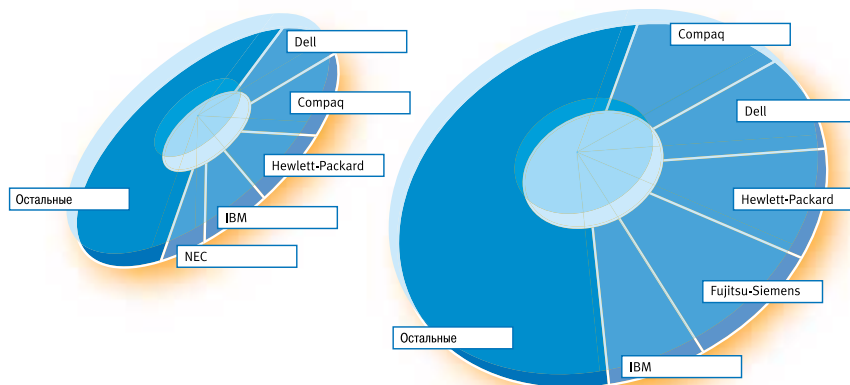 Dell
Compaq
Hewlett-Packard
Остальные
IBM
NEC
Compaq
Dell
Hewlett-Packard
Fujitsu-Siemens
Остальные
IBM